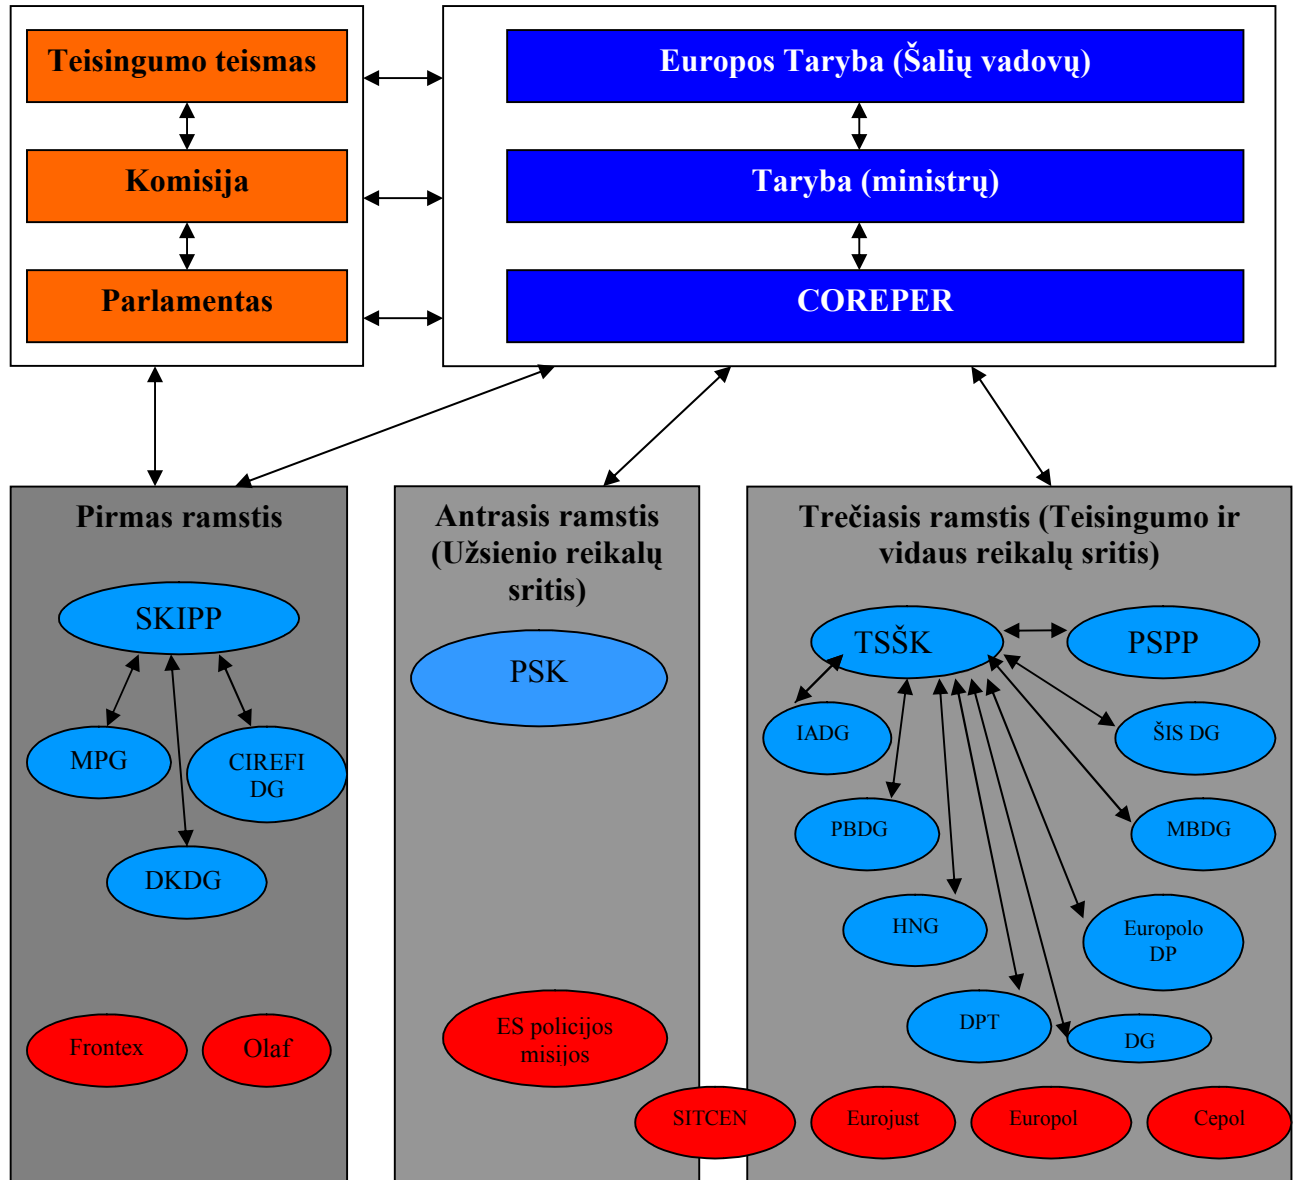 Teisingumo teismas
Komisija
Parlamentas
Europos Taryba (Šalių vadovų)
Taryba (ministrų)
COREPER
Pirmas ramstis
SKIPP
MPG
CIREFI
DG
DKDG
Frontex
Olaf
Antrasis ramstis
(Užsienio reikalų
sritis)
PSK
ES policijos
misijos
Trečiasis ramstis (Teisingumo ir
vidaus reikalų sritis)
TSŠK
PSPP
IADG
ŠIS DG
PBDG
MBDG
HNG
Europolo
DP
DPT
DG
SITCEN
Eurojust
Europol
Cepol